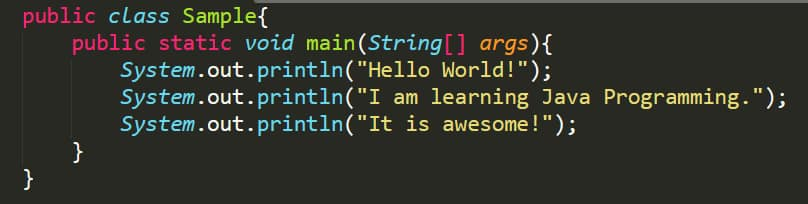 public class Sample{
    public static void main(String[] args){
        System.out.println("Hello World!");
        System.out.println("I am learning Java Programming.");
        System.out.println("It is awesome!");
    }
}